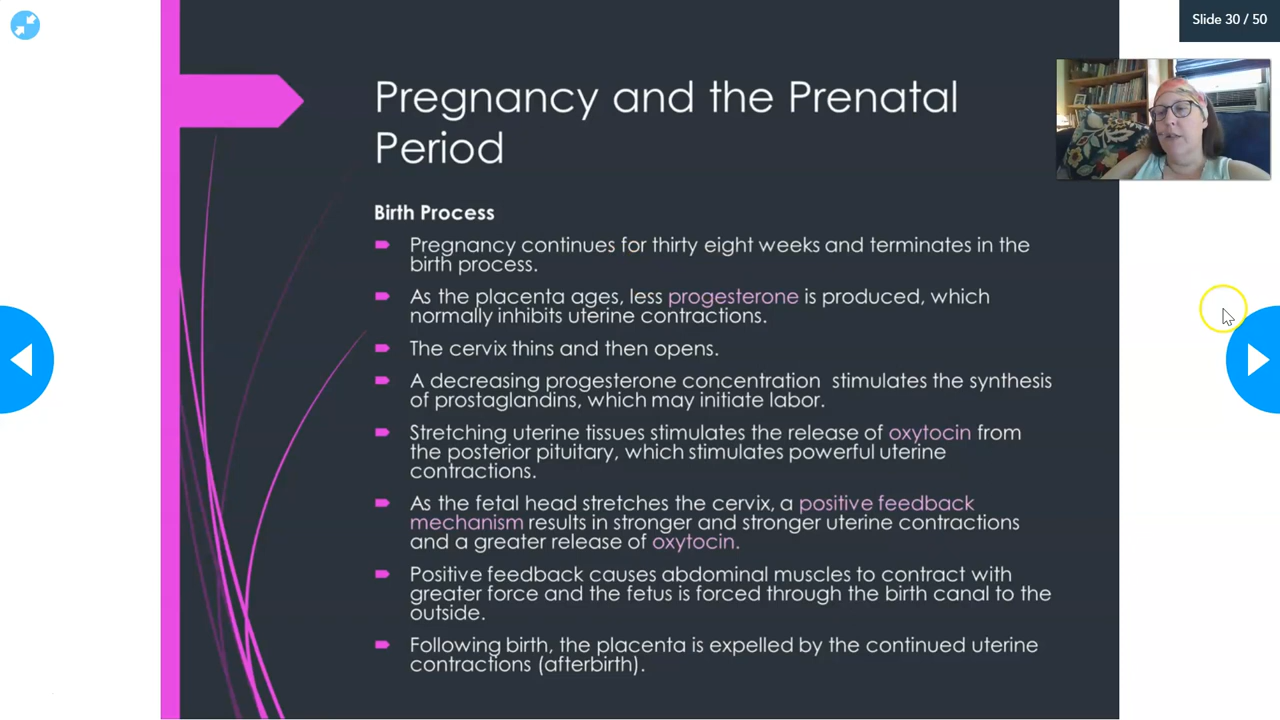 Slide 30 / 50
Pregnancy and the Prenatal
Period
Birth Process
Pregnancy continues for thirty eight weeks and terminates in the
birth process.
As the placenta ages, less progesterone is produced, which
normally inhibits uterine contractions.
The cervix thins and then opens.
A decreasing progesterone concentration stimulates the synthesis
of prostaglandins, which may initiate labor.
Stretching uterine tissues stimulates the release of oxytocin from
the posterior pituitary, which stimulates powerful uterine
contractions.
As the fetal head stretches the cervix, a positive feedback
mechanism results in stronger and stronger uterine contractions
and a greater release of oxytocin.
Positive feedback causes abdominal muscles to contract with
greater force and the fetus is forced through the birth canal to the
outside.
Following birth, the placenta is expelled by the continued uterine
contractions (afterbirth).